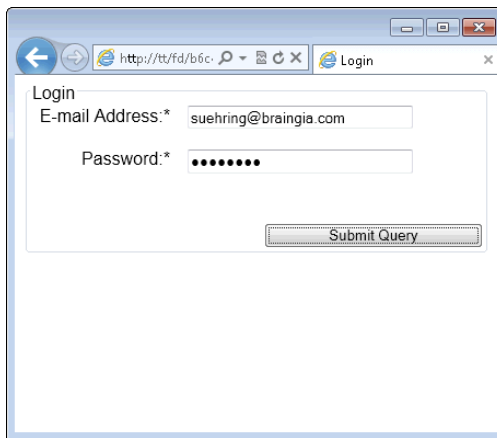 http://tt/fd/b6c
Login
Login
E-mail Address:*
suehring@braingia.com
Password:*
••••••••
Submit Query